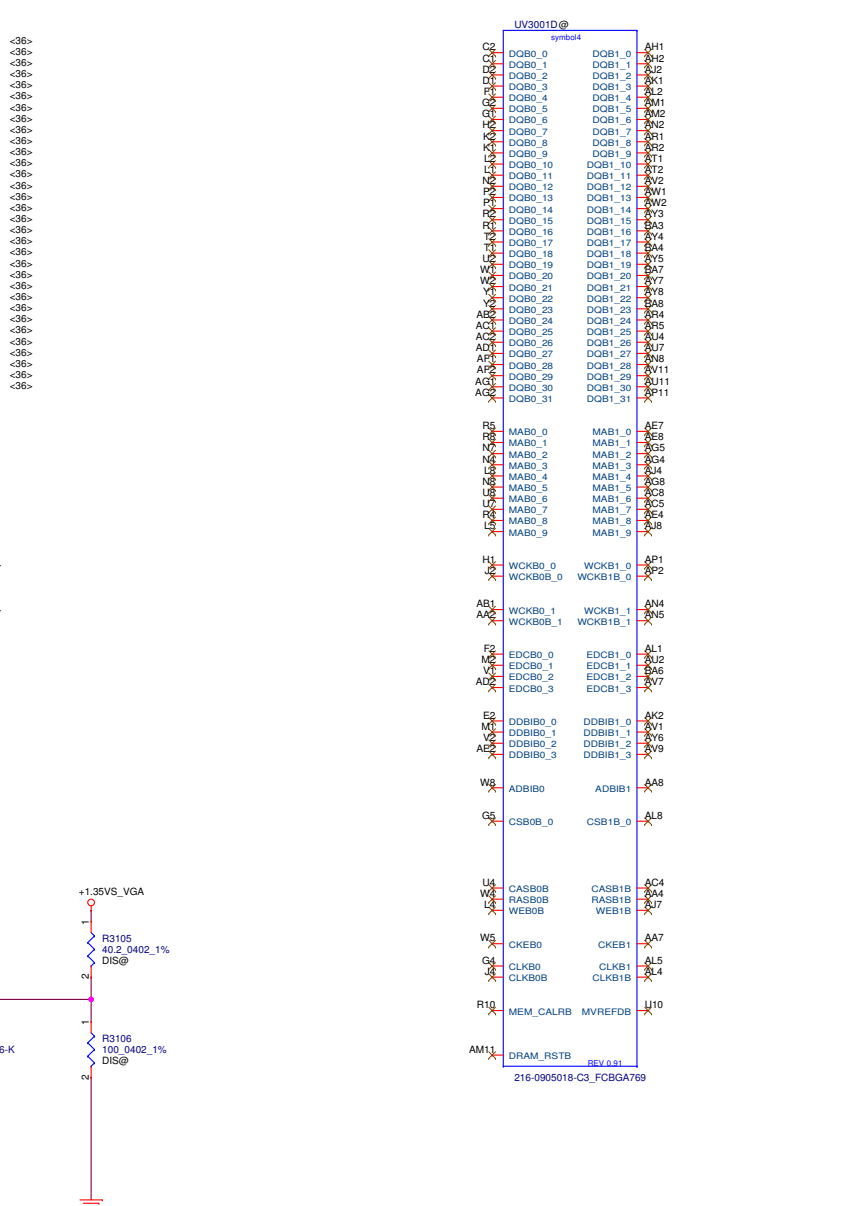 UV3001D@
symbol4
<36> C2 DQB0_0 DQB1_0 AH1
<36> C1 DQB0_1 DQB1_1 AH2
<36> D2 DQB0_2 DQB1_2 AJ2
<36> D1 DQB0_3 DQB1_3 AK1
<36> F1 DQB0_4 DQB1_4 AL2
<36> G2 DQB0_5 DQB1_5 AM1
<36> G1 DQB0_6 DQB1_6 AM2
<36> H2 DQB0_7 DQB1_7 AN2
<36> K2 DQB0_8 DQB1_8 AR1
<36> K1 DQB0_9 DQB1_9 AR2
<36> L2 DQB0_10 DQB1_10 AT1
<36> L1 DQB0_11 DQB1_11 AT2
<36> N2 DQB0_12 DQB1_12 AV2
<36> P2 DQB0_13 DQB1_13 AW1
<36> P1 DQB0_14 DQB1_14 AW2
<36> R2 DQB0_15 DQB1_15 AY3
<36> R1 DQB0_16 DQB1_16 BA3
<36> T2 DQB0_17 DQB1_17 AY4
<36> T1 DQB0_18 DQB1_18 BA4
<36> U2 DQB0_19 DQB1_19 AY5
<36> W1 DQB0_20 DQB1_20 BA7
<36> W2 DQB0_21 DQB1_21 AY7
<36> Y1 DQB0_22 DQB1_22 AY8
<36> Y2 DQB0_23 DQB1_23 BA8
<36> AB2 DQB0_24 DQB1_24 AR4
<36> AC1 DQB0_25 DQB1_25 AR5
<36> AC2 DQB0_26 DQB1_26 AU4
<36> AD1 DQB0_27 DQB1_27 AU7
<36> AF1 DQB0_28 DQB1_28 AN8
<36> AF2 DQB0_29 DQB1_29 AV11
<36> AG1 DQB0_30 DQB1_30 AU11
<36> AG2 DQB0_31 DQB1_31 AP11
R5 MAB0_0 MAB1_0 AE7
R8 MAB0_1 MAB1_1 AE8
N7 MAB0_2 MAB1_2 AG5
N4 MAB0_3 MAB1_3 AG4
L8 MAB0_4 MAB1_4 AJ4
N8 MAB0_5 MAB1_5 AG8
U8 MAB0_6 MAB1_6 AC8
U7 MAB0_7 MAB1_7 AC5
R4 MAB0_8 MAB1_8 AE4
L5 MAB0_9 MAB1_9 AJ8
H1 WCKB0_0 WCKB1_0 AP1
J2 WCKB0B_0 WCKB1B_0 AP2
AB1 WCKB0_1 WCKB1_1 AN4
AA2 WCKB0B_1 WCKB1B_1 AN5
F2 EDCB0_0 EDCB1_0 AL1
M2 EDCB0_1 EDCB1_1 AU2
V1 EDCB0_2 EDCB1_2 BA6
AD2 EDCB0_3 EDCB1_3 AV7
E2 DDBIB0_0 DDBIB1_0 AK2
M1 DDBIB0_1 DDBIB1_1 AV1
V2 DDBIB0_2 DDBIB1_2 AY6
AE2 DDBIB0_3 DDBIB1_3 AV9
W8 ADBIB0 ADBIB1 AA8
G5 CSB0B_0 CSB1B_0 AL8
U4 CASB0B CASB1B AC4
W4 RASB0B RASB1B AA4
L4 WEB0B WEB1B AJ7
W5 CKEB0 CKEB1 AA7
G4 CLKB0 CLKB1 AL5
J4 CLKB0B CLKB1B AL4
R10 MEM_CALRB MVREFDB U10
AM11 DRAM_RSTB
REV 0.91
216-0905018-C3_FCBGA769
+1.35VS_VGA
1
R3105
40.2_0402_1%
DIS@
2
1
R3106
6-K 100_0402_1%
DIS@
2